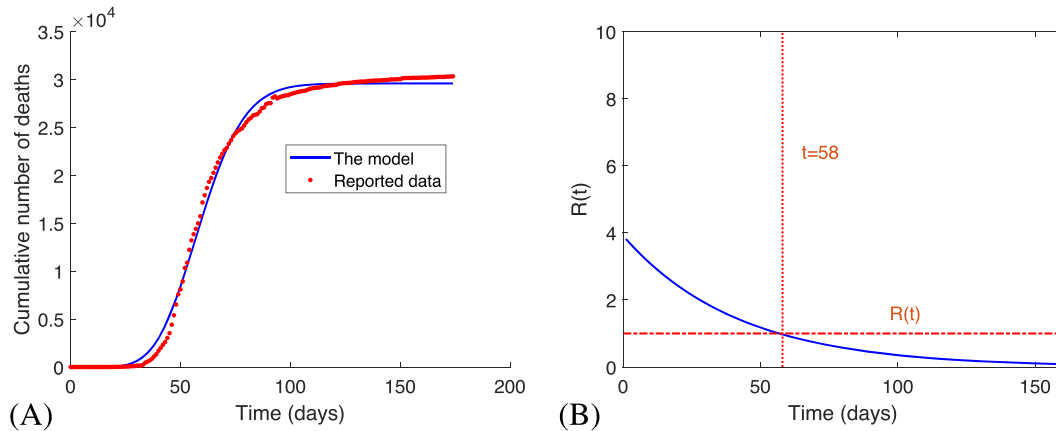 ×10⁴
3.5
3
2.5
2
1.5
1
0.5
0
0 50 100 150 200
Cumulative number of deaths
Time (days)
The model
Reported data
(A)
10
8
6
4
2
0
0 50 100 150
R(t)
Time (days)
t=58
R(t)
(B)